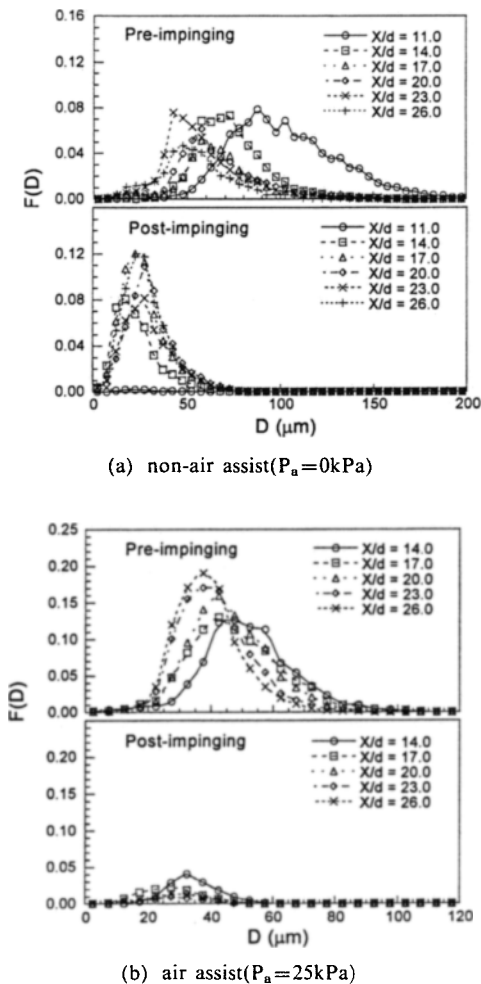 Pre-impinging
X/d = 11.0
X/d = 14.0
X/d = 17.0
X/d = 20.0
X/d = 23.0
X/d = 26.0
0.16
0.12
0.08
0.04
0.00
F(D)
Post-impinging
X/d = 11.0
X/d = 14.0
X/d = 17.0
X/d = 20.0
X/d = 23.0
X/d = 26.0
0.12
0.08
0.04
0.00
0 50 100 150 200
D (μm)
(a) non-air assist(Pa=0kPa)
0.25
0.20
0.15
0.10
0.05
0.00
Pre-impinging
X/d = 14.0
X/d = 17.0
X/d = 20.0
X/d = 23.0
X/d = 26.0
F(D)
Post-impinging
X/d = 14.0
X/d = 17.0
X/d = 20.0
X/d = 23.0
X/d = 26.0
0.20
0.15
0.10
0.05
0.00
0 20 40 60 80 100 120
D (μm)
(b) air assist(Pa=25kPa)